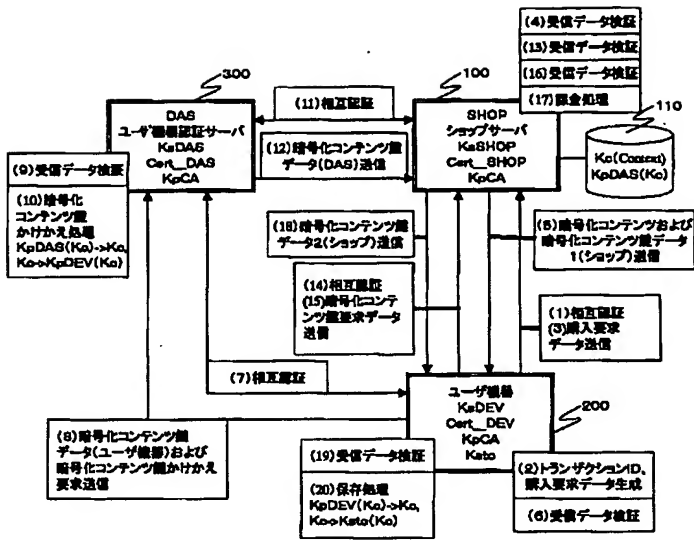 (4)受信データ検証
(13)受信データ検証
(16)受信データ検証
(17)課金処理
300
100
110
DAS
ユーザ機器認証サーバ
KsDAS
Cert_DAS
KpCA
(11)相互認証
(12)暗号化コンテンツ鍵
データ(DAS)送信
SHOP
ショップサーバ
KsSHOP
Cert_SHOP
KpCA
Kc(Content)
KpDAS(Kc)
(9)受信データ検証
(10)暗号化
コンテンツ鍵
かけかえ処理
KpDAS(Kc)->Kc,
Kc->KpDEV(Kc)
(18)暗号化コンテンツ鍵
データ2(ショップ)送信
(5)暗号化コンテンツおよび
暗号化コンテンツ鍵データ
1(ショップ)送信
(14)相互認証
(15)暗号化コンテ
ンツ鍵要求データ
送信
(1)相互認証
(3)購入要求
データ送信
(7)相互認証
(8)暗号化コンテンツ鍵
データ(ユーザ機器)および
暗号化コンテンツ鍵かけかえ
要求送信
ユーザ機器
KsDEV
Cert_DEV
KpCA
Ksto
200
(19)受信データ検証
(20)保存処理
KpDEV(Kc)->Kc,
Kc->Ksto(Kc)
(2)トランザクションID、
購入要求データ生成
(6)受信データ検証